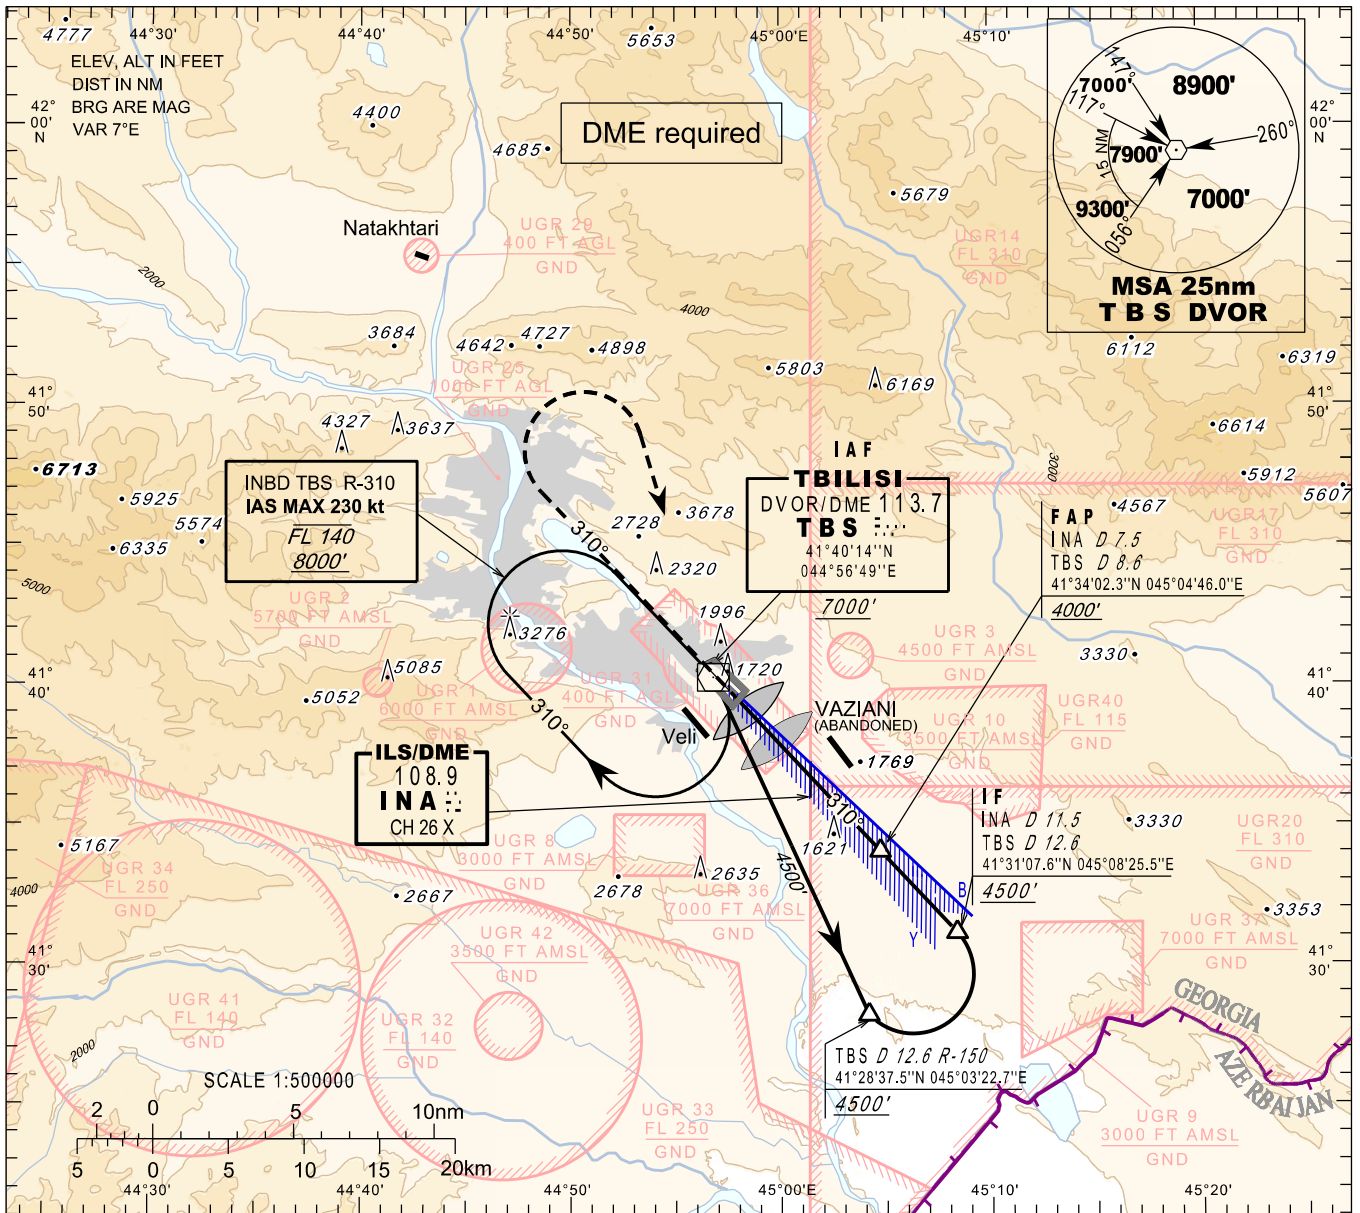 44°30'
44°40'
44°50'
45°00'E
45°10'
4777
5653
ELEV, ALT IN FEET
DIST IN NM
BRG ARE MAG
VAR 7°E
42°
00'
N
4400
4685
DME required
147°
7000'
117°
8900'
260°
15 NM
7900'
7000'
9300'
056°
MSA 25nm
TBS DVOR
42°
00'
N
5679
Natakhtari
UGR 29
400 FT AGL
GND
UGR14
FL 310
GND
2000
4000
3684
4642
4727
4898
5803
6169
6112
6319
UGR 25
1000 FT AGL
GND
41°
50'
41°
50'
4327
3637
6614
6713
5925
5574
6335
INBD TBS R-310
IAS MAX 230 kt
FL 140
8000'
310°
2728
3678
2320
IAF
TBILISI
DVOR/DME 113.7
TBS
41°40'14"N
044°56'49"E
7000'
3000
5912
5607
4567
UGR17
FL 310
GND
FAP
INA D 7.5
TBS D 8.6
41°34'02.3"N 045°04'46.0"E
4000'
5000
UGR 2
5700 FT AMSL
GND
3276
1996
1720
UGR 3
4500 FT AMSL
GND
3330
41°
40'
41°
40'
5085
5052
UGR 1
6000 FT AMSL
GND
UGR 31
400 FT AGL
GND
310°
Veli
VAZIANI
(ABANDONED)
UGR 10
3500 FT AMSL
GND
UGR40
FL 115
GND
1769
ILS/DME
108.9
INA
CH 26 X
310°
1621
IF
INA D 11.5
TBS D 12.6
41°31'07.6"N 045°08'25.5"E
4500'
3330
UGR20
FL 310
GND
5167
UGR 34
FL 250
GND
4000
UGR 8
3000 FT AMSL
GND
2678
2635
UGR 36
7000 FT AMSL
GND
4500'
2667
B
Y
3353
UGR 37
7000 FT AMSL
GND
UGR 42
3500 FT AMSL
GND
41°
30'
41°
30'
UGR 41
FL 140
GND
UGR 32
FL 140
GND
2000
GEORGIA
AZERBAIJAN
TBS D 12.6 R-150
41°28'37.5"N 045°03'22.7"E
4500'
SCALE 1:500000
2 0 5 10nm
5 0 5 10 15 20km
UGR 33
FL 250
GND
UGR 9
3000 FT AMSL
GND
44°30'
44°40'
44°50'
45°00'E
45°10'
45°20'